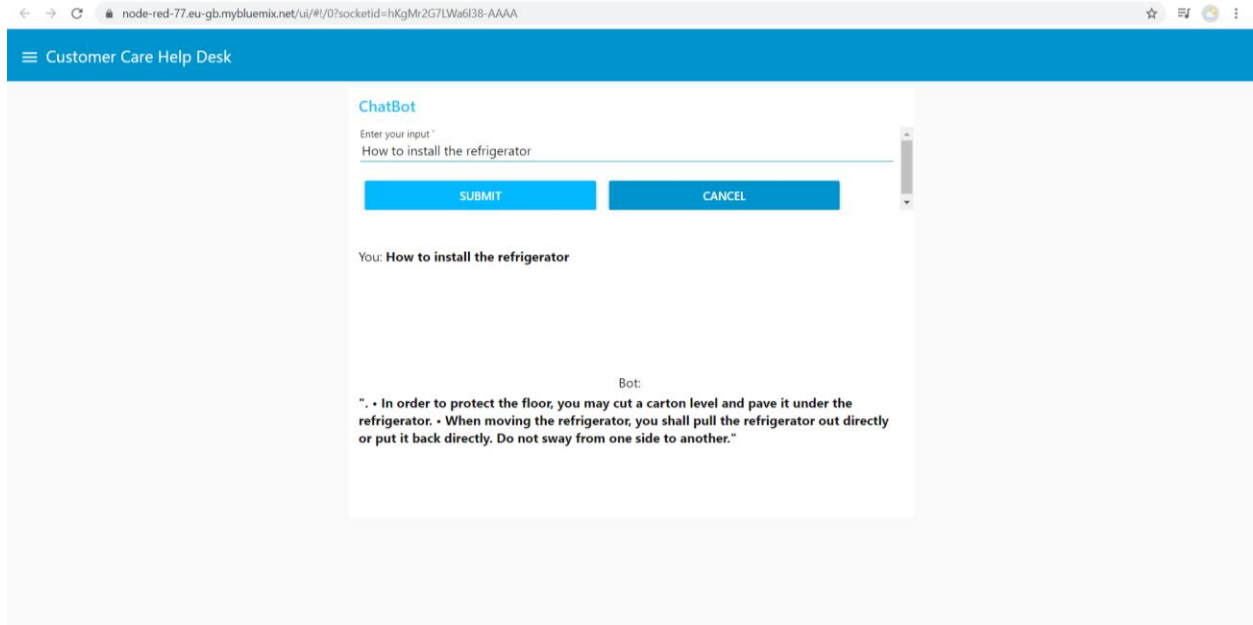 node-red-77.eu-gb.mybluemix.net/ui/#!/0?socketid=hKgMr2G7LWa6l38-AAAA
Customer Care Help Desk
ChatBot
Enter your input *
How to install the refrigerator
SUBMIT CANCEL
You: How to install the refrigerator
Bot:
". • In order to protect the floor, you may cut a carton level and pave it under the
refrigerator. • When moving the refrigerator, you shall pull the refrigerator out directly
or put it back directly. Do not sway from one side to another."